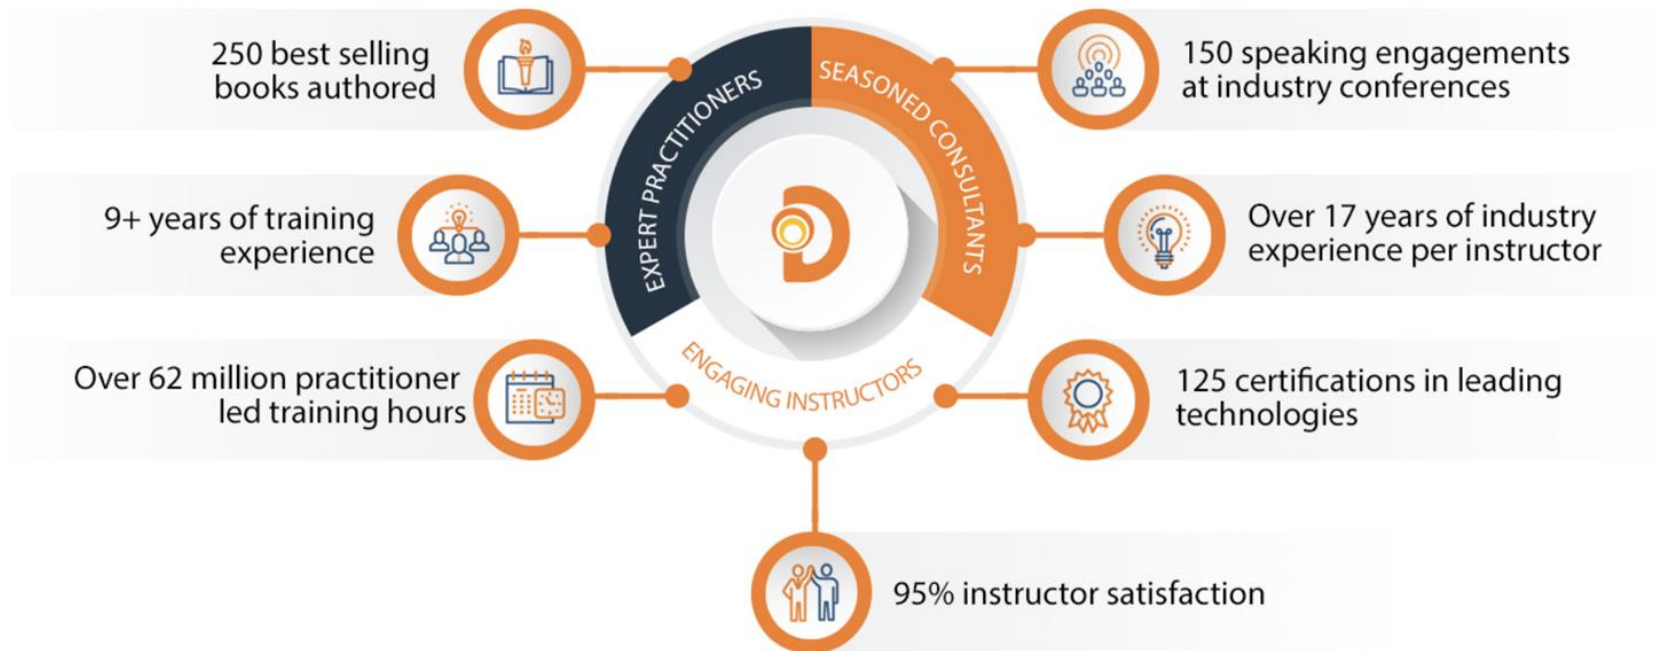 250 best selling
books authored
9+ years of training
experience
Over 62 million practitioner
led training hours
EXPERT PRACTITIONERS
SEASONED CONSULTANTS
ENGAGING INSTRUCTORS
D
150 speaking engagements
at industry conferences
Over 17 years of industry
experience per instructor
125 certifications in leading
technologies
95% instructor satisfaction